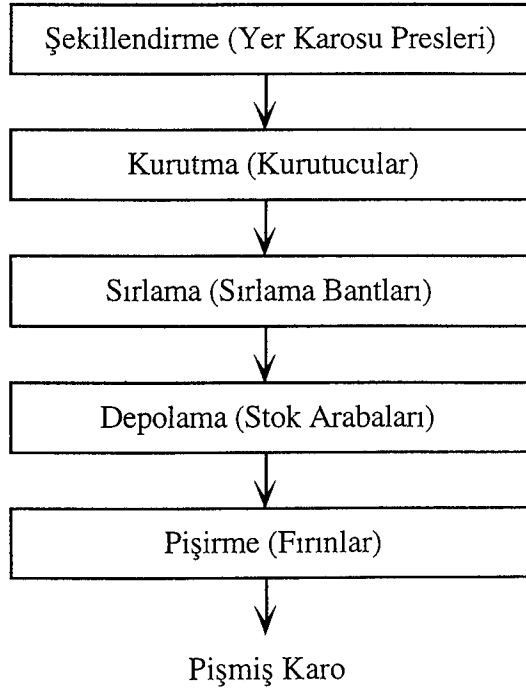 Şekillendirme (Yer Karosu Presleri)
Kurutma (Kurutucular)
Sırlama (Sırlama Bantları)
Depolama (Stok Arabaları)
Pişirme (Fırınlar)
Pişmiş Karo